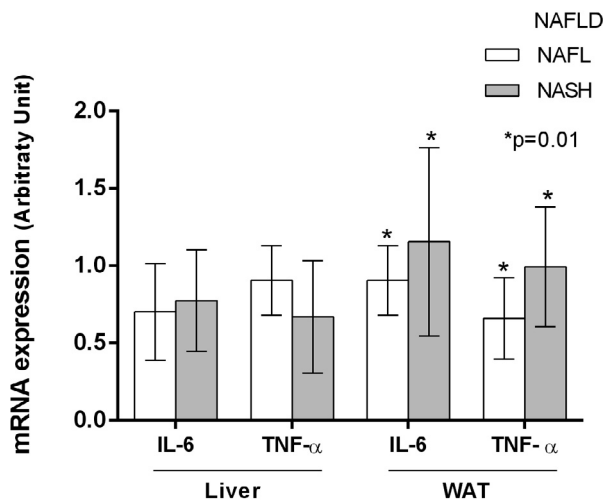 NAFLD
NAFL
NASH
*p=0.01
mRNA expression (Arbitraty Unit)
2.0
1.5
1.0
0.5
0.0
* * * *
IL-6 TNF-α IL-6 TNF- α
Liver WAT